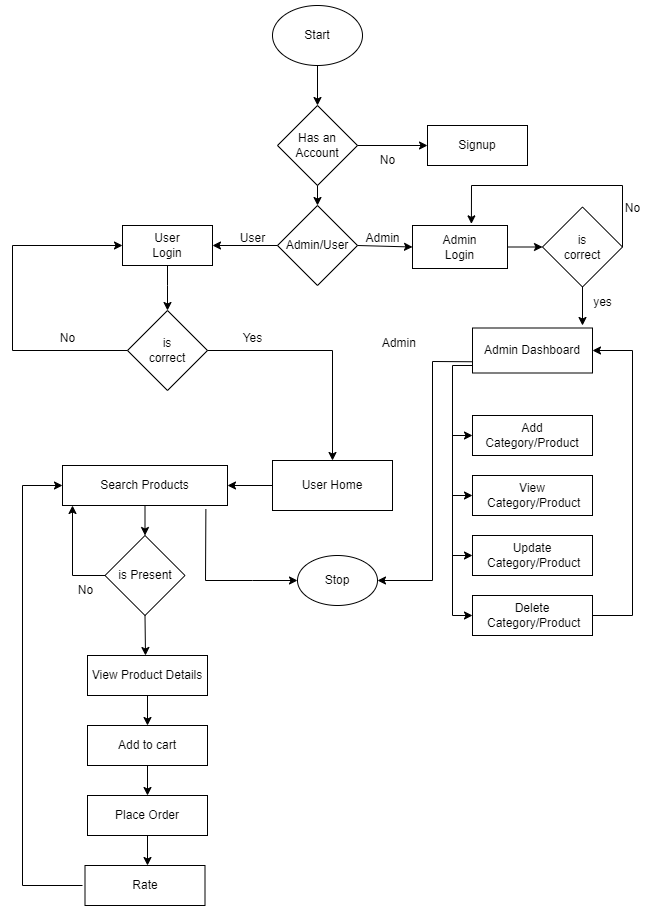 Start
Has an
Account
No
Signup
Admin/User
User
Admin
User
Login
Admin
Login
is
correct
No
yes
is
correct
No
Yes
Admin
Admin Dashboard
Add
Category/Product
View
Category/Product
Update
Category/Product
Delete
Category/Product
User Home
Search Products
is Present
No
Stop
View Product Details
Add to cart
Place Order
Rate